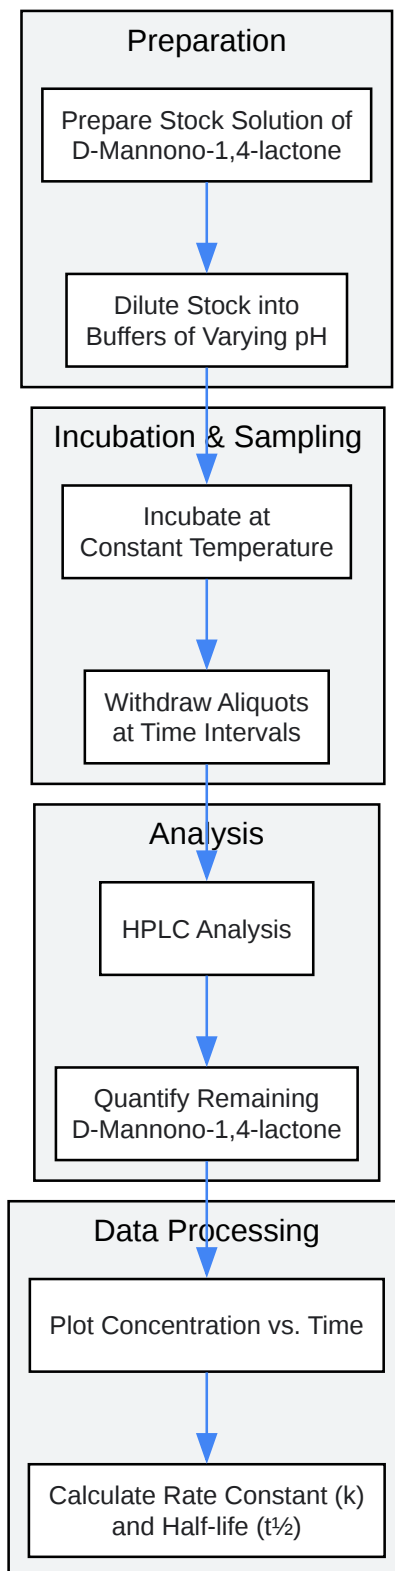 Preparation
Prepare Stock Solution of
D-Mannono-1,4-lactone
Dilute Stock into
Buffers of Varying pH
Incubation & Sampling
Incubate at
Constant Temperature
Withdraw Aliquots
at Time Intervals
Analysis
HPLC Analysis
Quantify Remaining
D-Mannono-1,4-lactone
Data Processing
Plot Concentration vs. Time
Calculate Rate Constant (k)
and Half-life (t½)